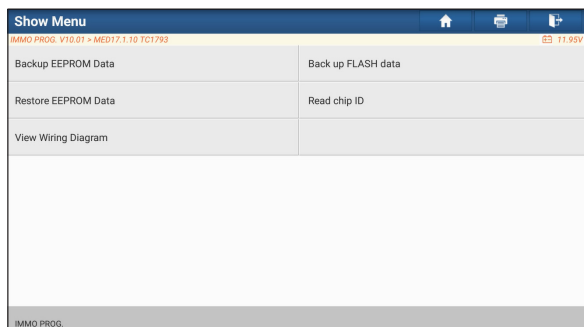 Show Menu
IMMO PROG. V10.01 > MED17.1.10 TC1793
11.95V
Backup EEPROM Data
Back up FLASH data
Restore EEPROM Data
Read chip ID
View Wiring Diagram
IMMO PROG.